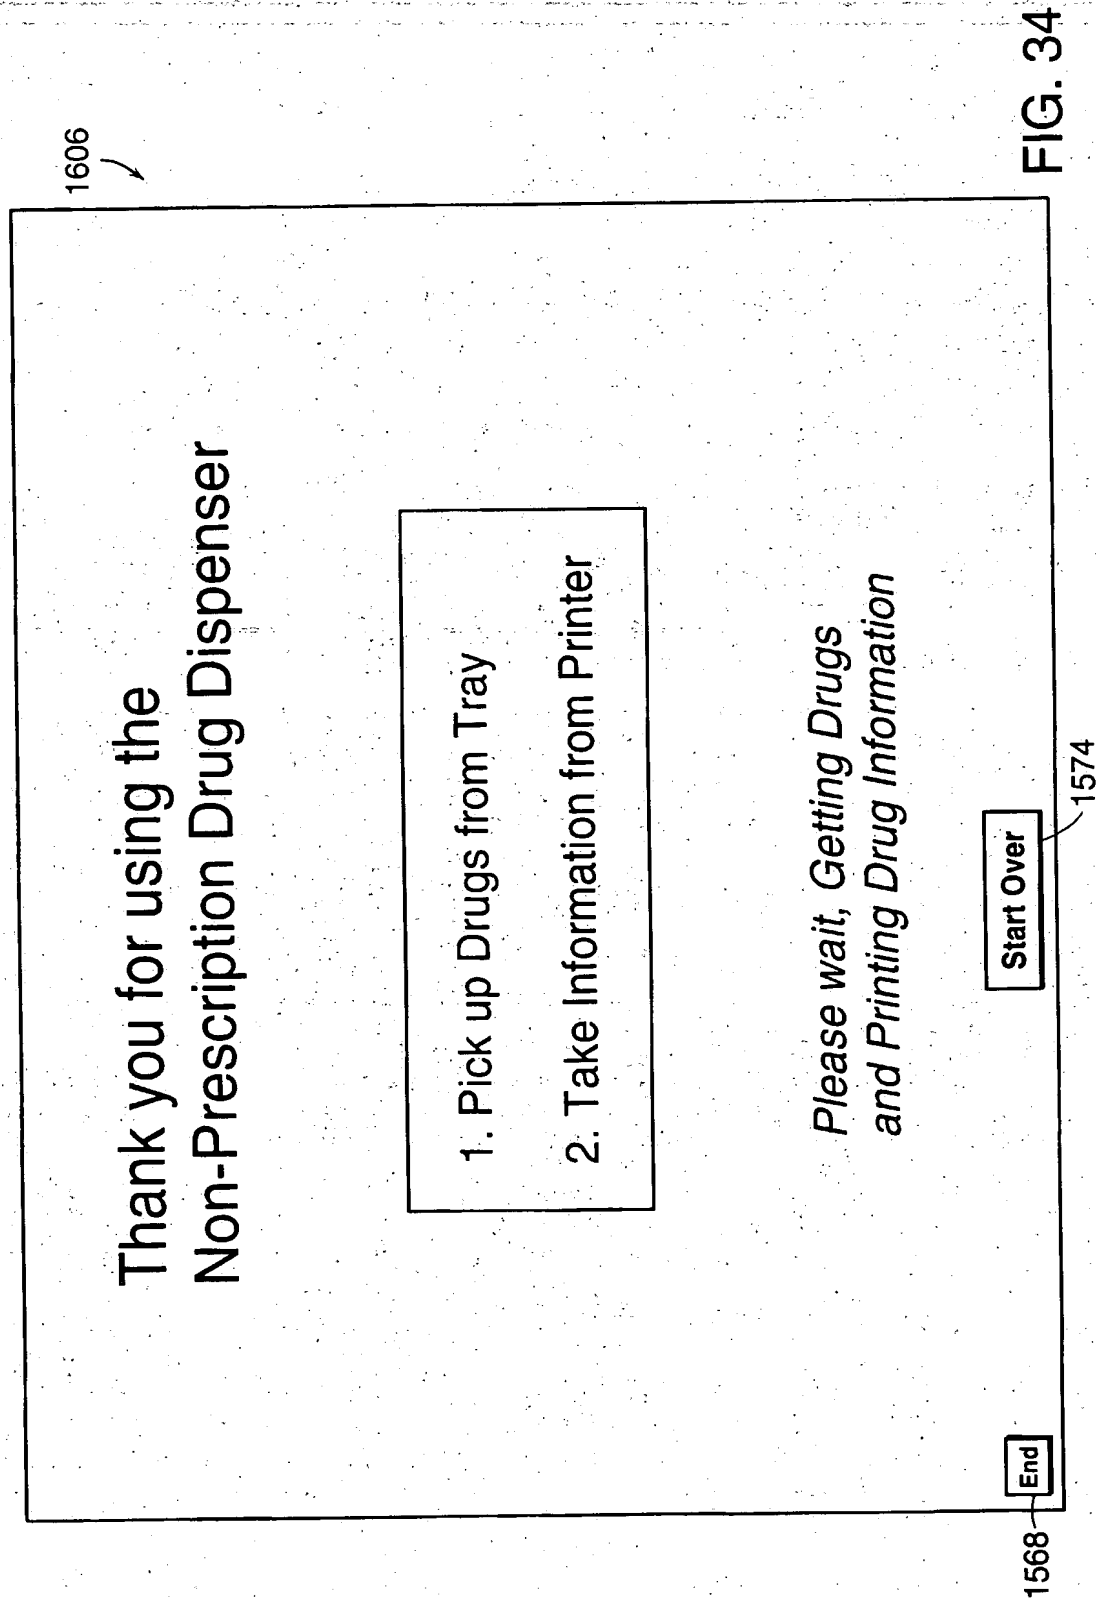 1606
Thank you for using the
Non-Prescription Drug Dispenser
1. Pick up Drugs from Tray
2. Take Information from Printer
Please wait, Getting Drugs
and Printing Drug Information
End
Start Over
1568
1574
FIG. 34